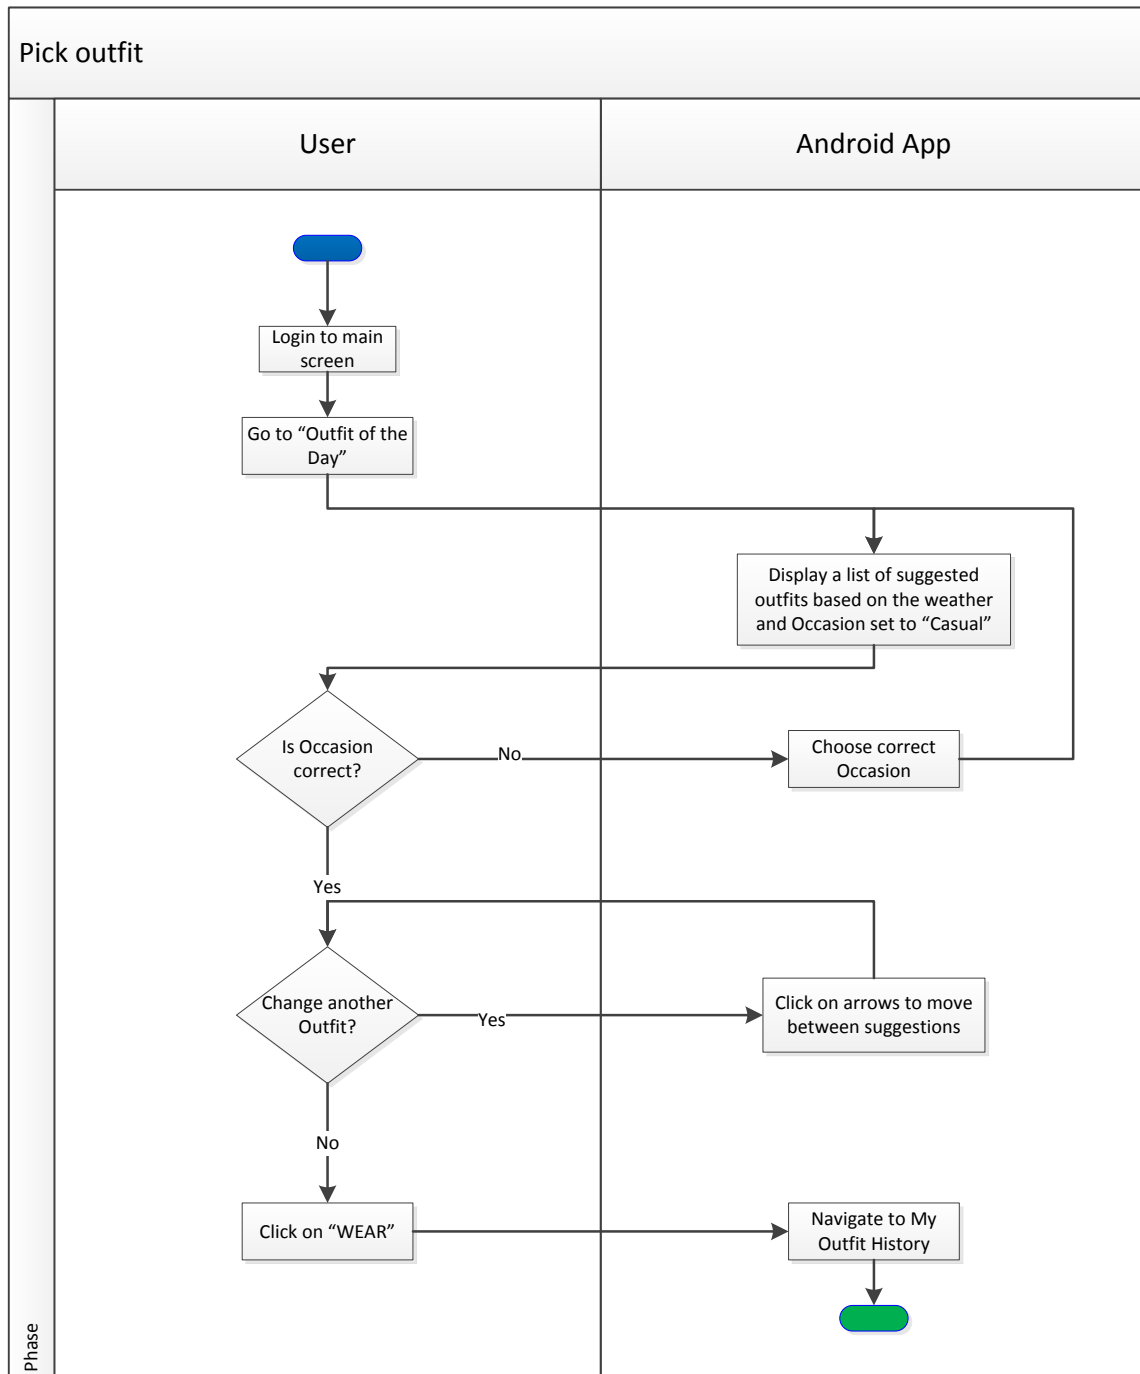 Pick outfit
User
Android App
Login to main
screen
Go to “Outfit of the
Day”
Display a list of suggested
outfits based on the weather
and Occasion set to “Casual”
Is Occasion
correct?
No
Choose correct
Occasion
Yes
Change another
Outfit?
Yes
Click on arrows to move
between suggestions
No
Click on “WEAR”
Navigate to My
Outfit History
Phase